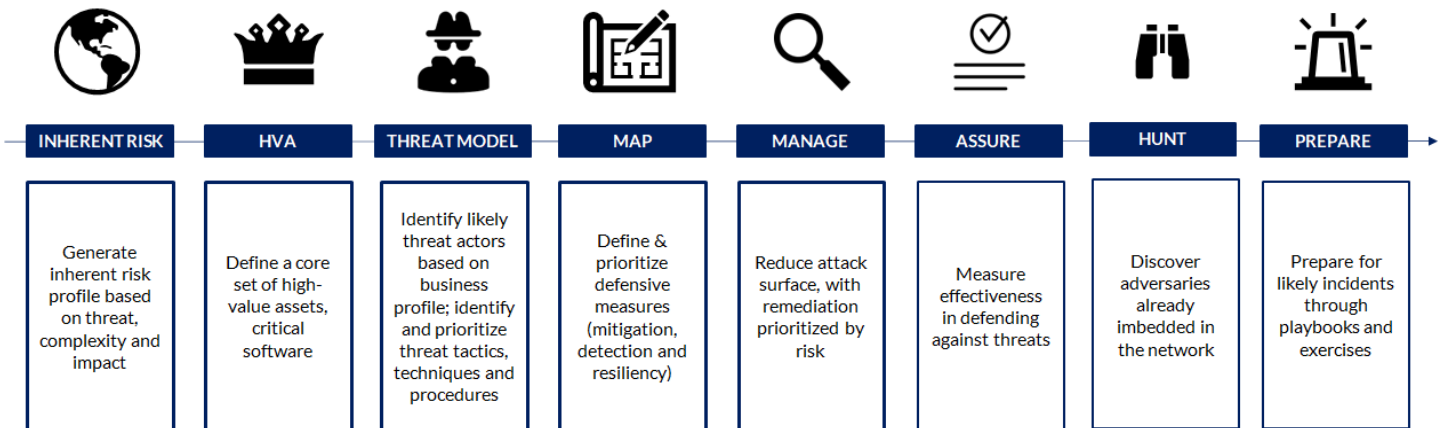 INHERENT RISK
HVA
THREAT MODEL
MAP
MANAGE
ASSURE
HUNT
PREPARE
Generate
inherent risk
profile based
on threat,
complexity and
impact
Define a core
set of high-
value assets,
critical
software
Identify likely
threat actors
based on
business
profile; identify
and prioritize
threat tactics,
techniques and
procedures
Define &
prioritize
defensive
measures
(mitigation,
detection and
resiliency)
Reduce attack
surface, with
remediation
prioritized by
risk
Measure
effectiveness
in defending
against threats
Discover
adversaries
already
imbedded in
the network
Prepare for
likely incidents
through
playbooks and
exercises